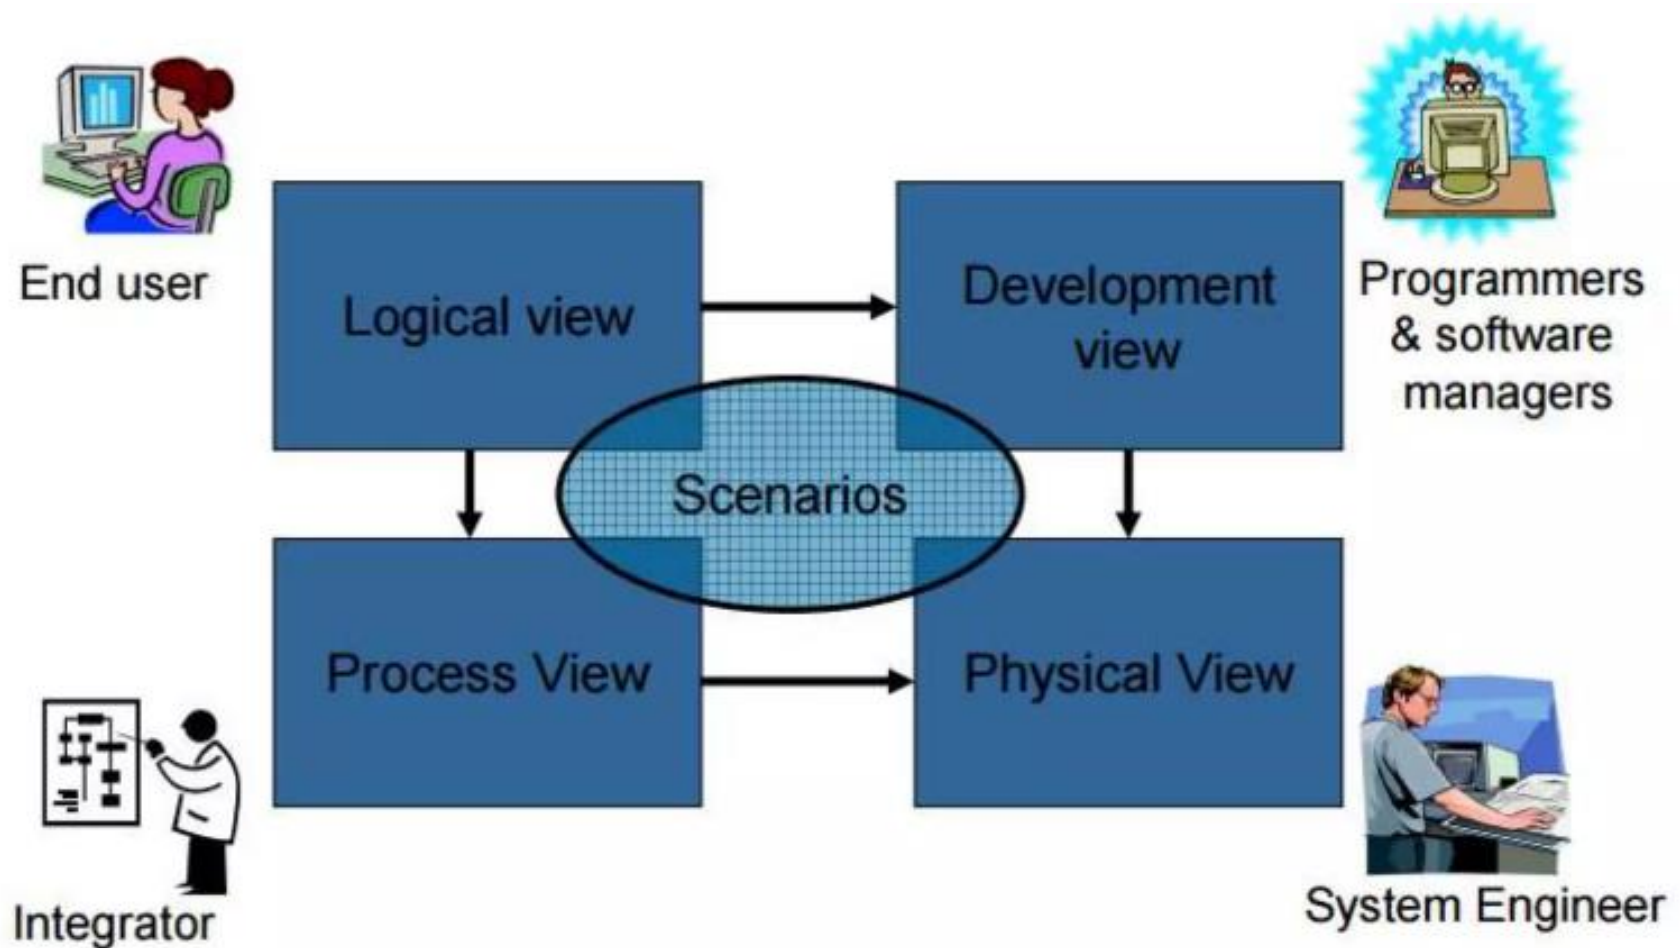 End user
Logical view
Development
view
Programmers
& software
managers
Scenarios
Process View
Physical View
Integrator
System Engineer